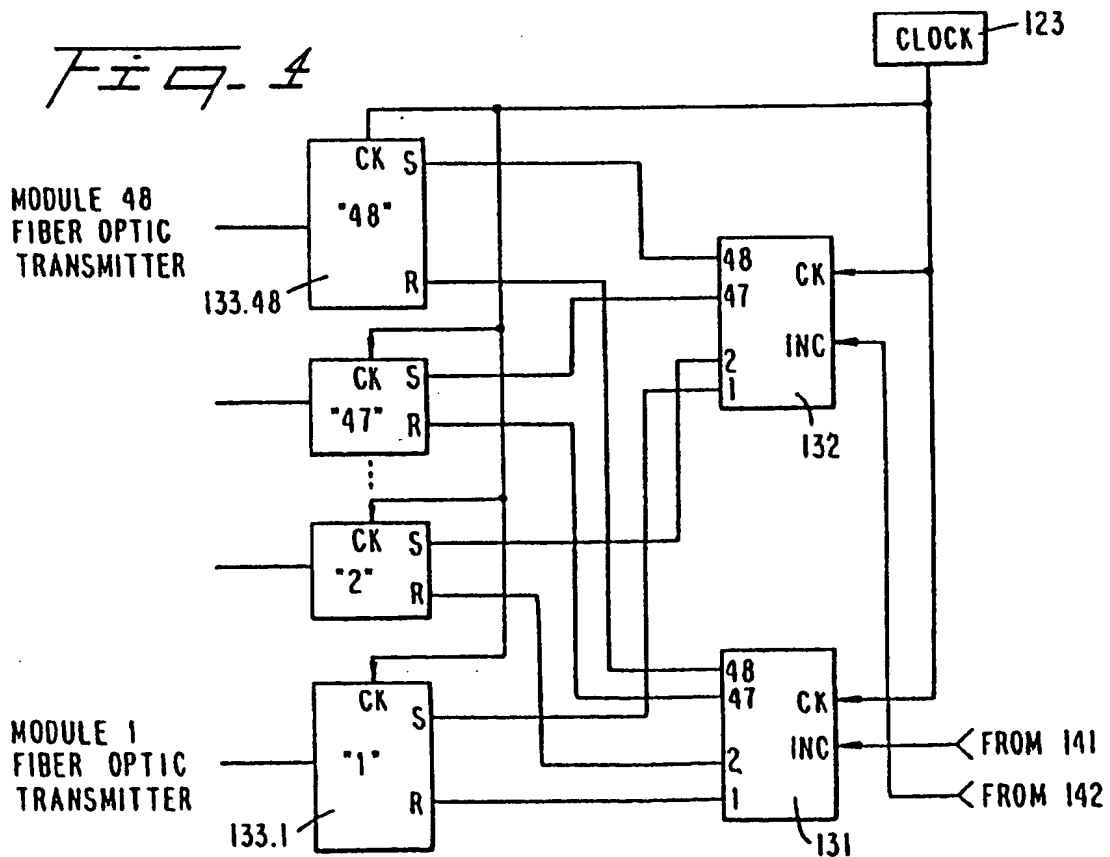 Fig. 4
CLOCK
123
MODULE 48
FIBER OPTIC
TRANSMITTER
CK
S
"48"
R
133.48
CK
S
"47"
R
CK
S
"2"
R
MODULE 1
FIBER OPTIC
TRANSMITTER
CK
S
"1"
R
133.1
48
47
2
1
CK
INC
132
48
47
2
1
CK
INC
131
FROM 141
FROM 142